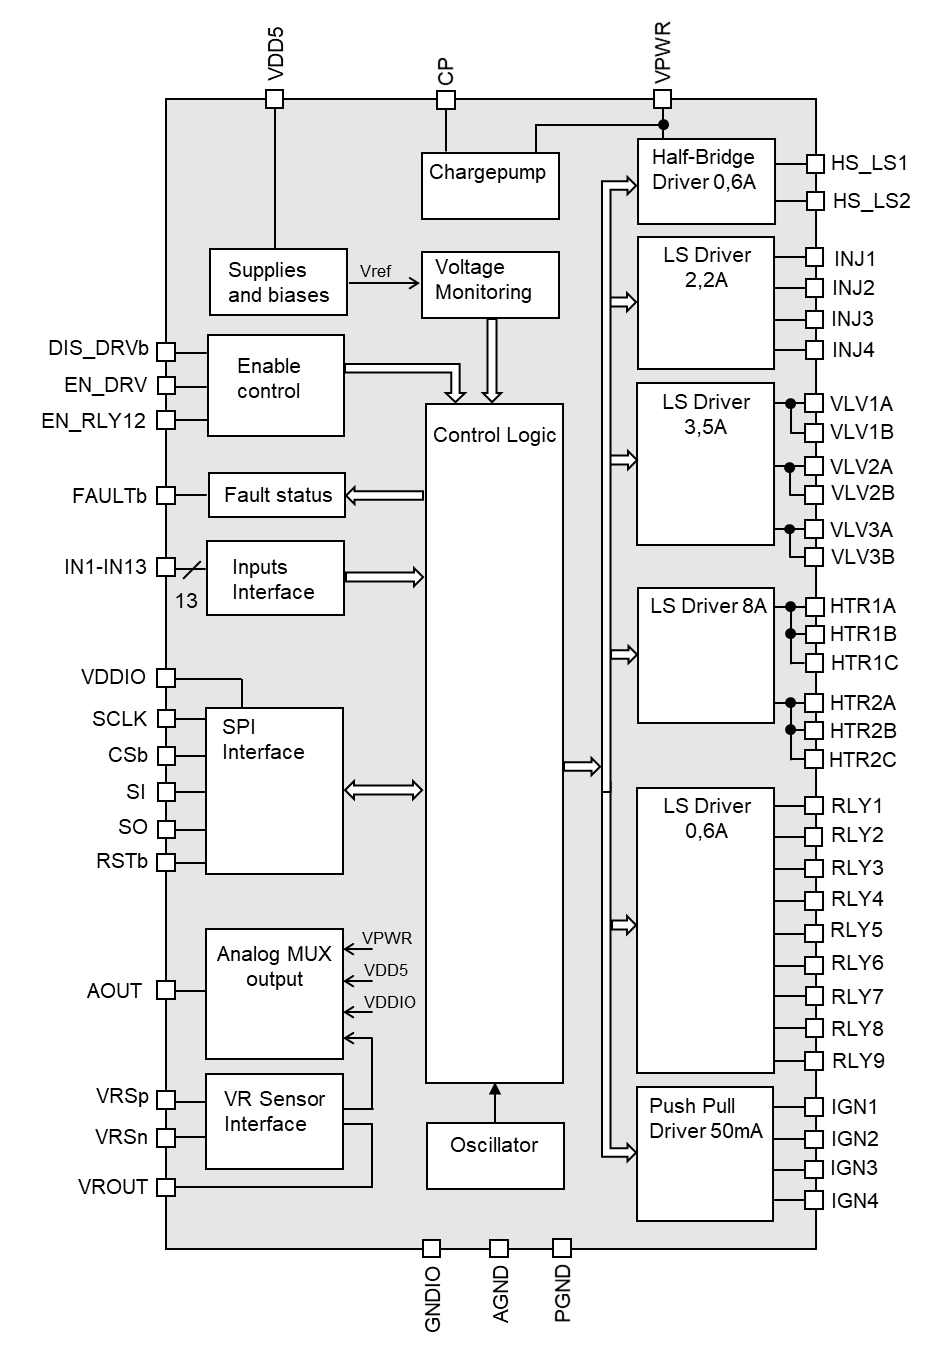 VDD5
CP
VPWR
Chargepump
Half-Bridge
Driver 0,6A
HS_LS1
HS_LS2
Supplies
and biases
Vref
Voltage
Monitoring
LS Driver
2,2A
INJ1
INJ2
INJ3
INJ4
DIS_DRVb
EN_DRV
EN_RLY12
Enable
control
Control Logic
LS Driver
3,5A
VLV1A
VLV1B
VLV2A
VLV2B
VLV3A
VLV3B
FAULTb
Fault status
IN1-IN13
13
Inputs
Interface
LS Driver 8A
HTR1A
HTR1B
HTR1C
HTR2A
HTR2B
HTR2C
VDDIO
SCLK
CSb
SI
SO
RSTb
SPI
Interface
LS Driver
0,6A
RLY1
RLY2
RLY3
RLY4
RLY5
RLY6
RLY7
RLY8
RLY9
AOUT
Analog MUX
output
VPWR
VDD5
VDDIO
VRSp
VRSn
VROUT
VR Sensor
Interface
Oscillator
Push Pull
Driver 50mA
IGN1
IGN2
IGN3
IGN4
GNDIO
AGND
PGND